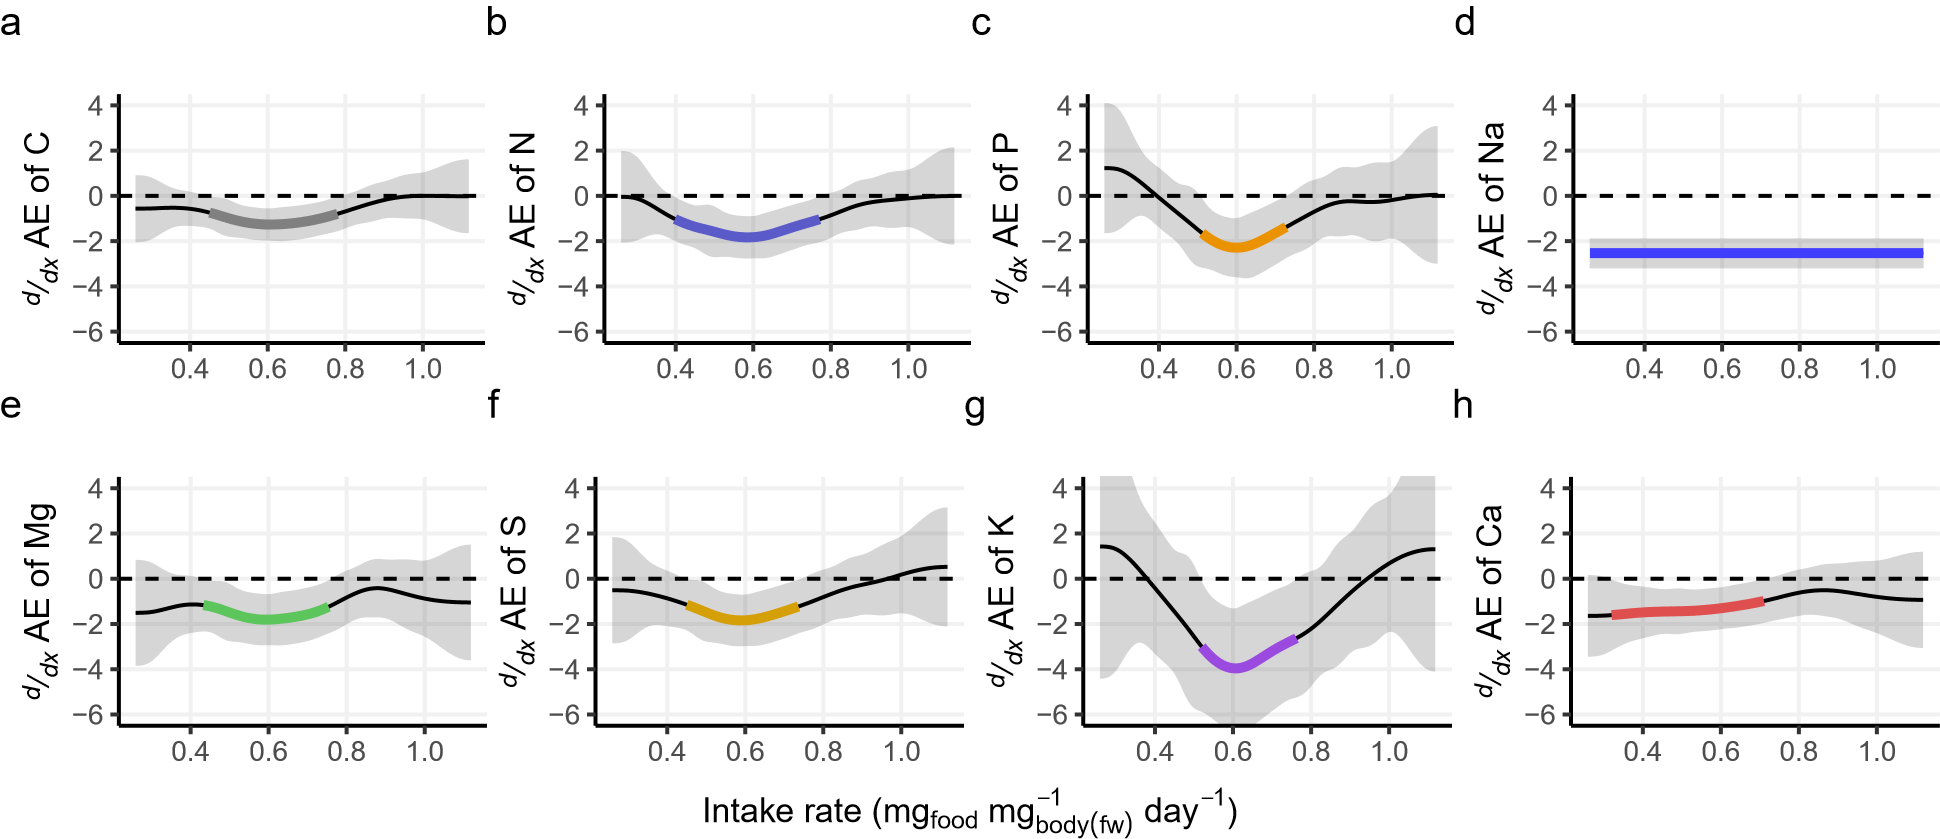 a
b
c
d
d/dx AE of C
4
2
0
−2
−4
−6
0.4 0.6 0.8 1.0
d/dx AE of N
4
2
0
−2
−4
−6
0.4 0.6 0.8 1.0
d/dx AE of P
4
2
0
−2
−4
−6
0.4 0.6 0.8 1.0
d/dx AE of Na
4
2
0
−2
−4
−6
0.4 0.6 0.8 1.0
e
f
g
h
d/dx AE of Mg
4
2
0
−2
−4
−6
0.4 0.6 0.8 1.0
d/dx AE of S
4
2
0
−2
−4
−6
0.4 0.6 0.8 1.0
d/dx AE of K
4
2
0
−2
−4
−6
0.4 0.6 0.8 1.0
d/dx AE of Ca
4
2
0
−2
−4
−6
0.4 0.6 0.8 1.0
Intake rate (mg food mg −1 body(fw) day −1)